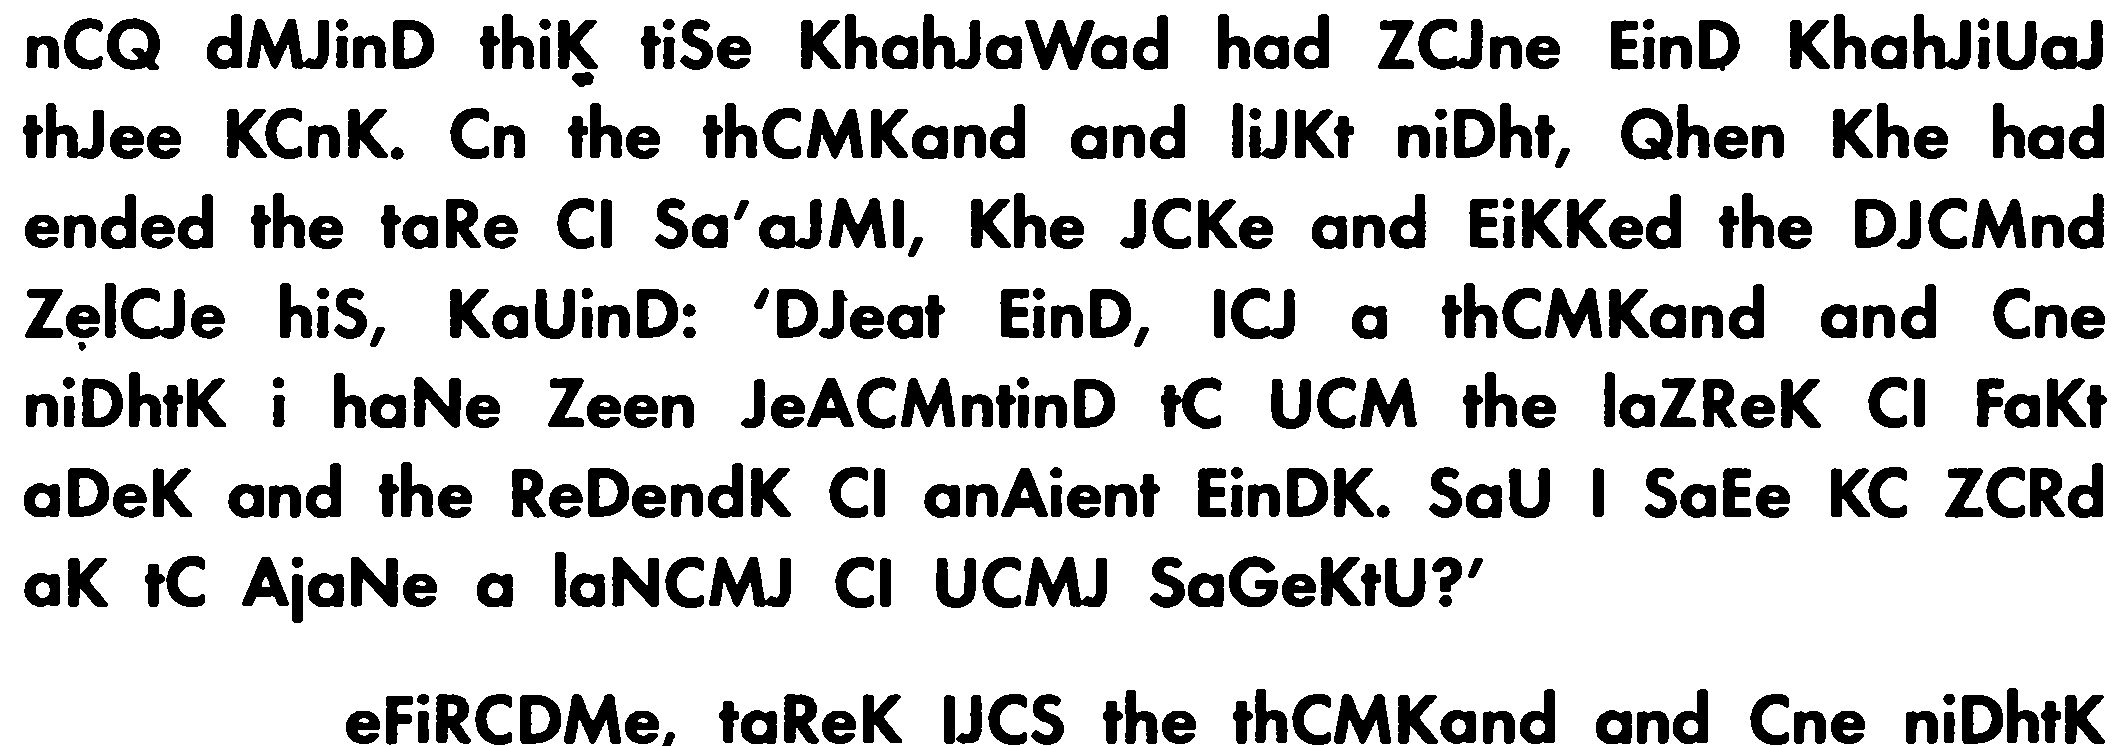 nCQ dMJinD thiK tiSe KhahJaWad had ZCJne EinD KhahJiUaJ
thJee KCnK. Cn the thCMKand and liJKt niDht, Qhen Khe had
ended the taRe CI Sa'aJMI, Khe JCKe and EiKKed the DJCMnd
ZelCJe hiS, KaUinD: 'DJeat EinD, ICJ a thCMKand and Cne
niDhtK i haNe Zeen JeACMntinD tC UCM the laZReK CI FaKt
aDeK and the ReDendK CI anAient EinDK. SaU I SaEe KC ZCRd
aK tC AjaNe a laNCMJ CI UCMJ SaGeKtU?'
eFiRCDMe, taReK IJCS the thCMKand and Cne niDhtK